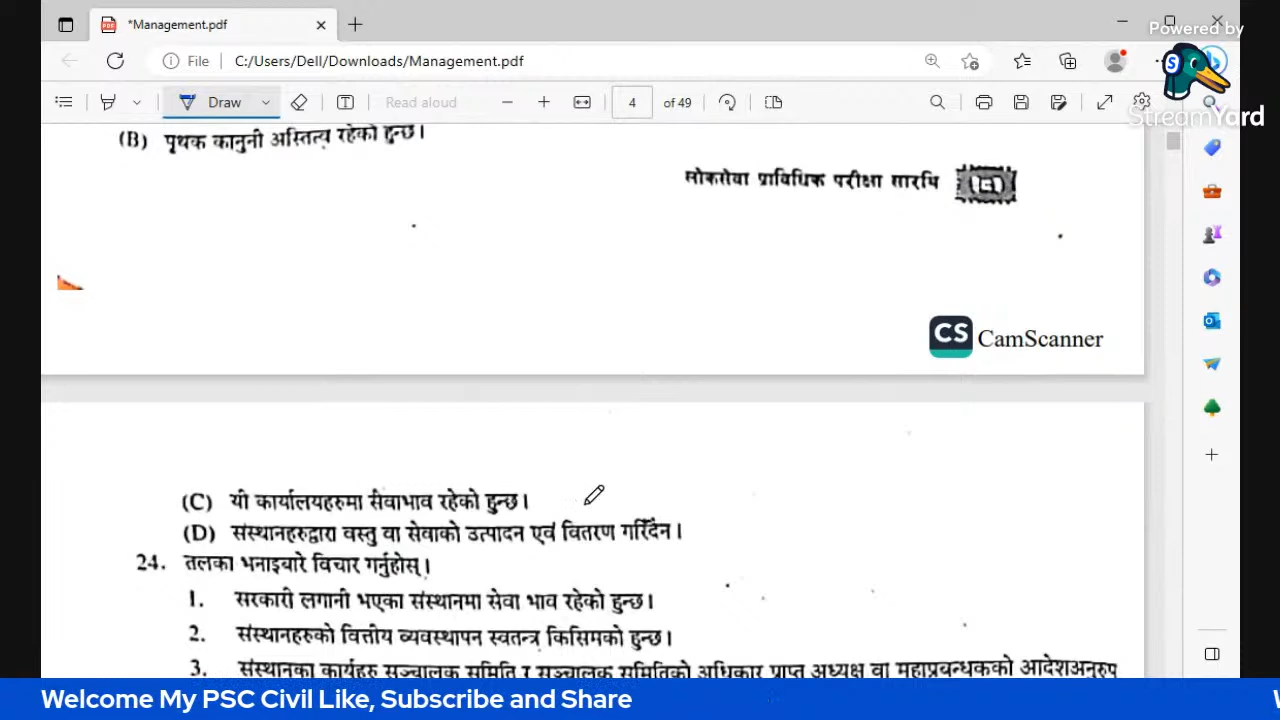 *Management.pdf
Powered by
File
C:/Users/Dell/Downloads/Management.pdf
Draw
Read aloud
4
of 49
StreamYard
(B) पृथक कानुनी अस्तित्व रहेको हुन्छ।
लोकसेवा प्राविधिक परीक्षा सारथि
CS CamScanner
(C) यी कार्यालयहरुमा सेवाभाव रहेको हुन्छ।
(D) संस्थानहरुद्वारा वस्तु वा सेवाको उत्पादन एवं वितरण गरिँदैन।
24. तलका भनाइबारे विचार गर्नुहोस्।
1. सरकारी लगानी भएका संस्थानमा सेवा भाव रहेको हुन्छ।
2. संस्थानहरुको वित्तीय व्यवस्थापन स्वतन्त्र किसिमको हुन्छ।
3. संस्थानका कार्यहरु सञ्चालक समिति र सञ्चालक समितिको अधिकार प्राप्त अध्यक्ष वा महाप्रबन्धकको आदेशअनुरुप
Welcome My PSC Civil Like, Subscribe and Share